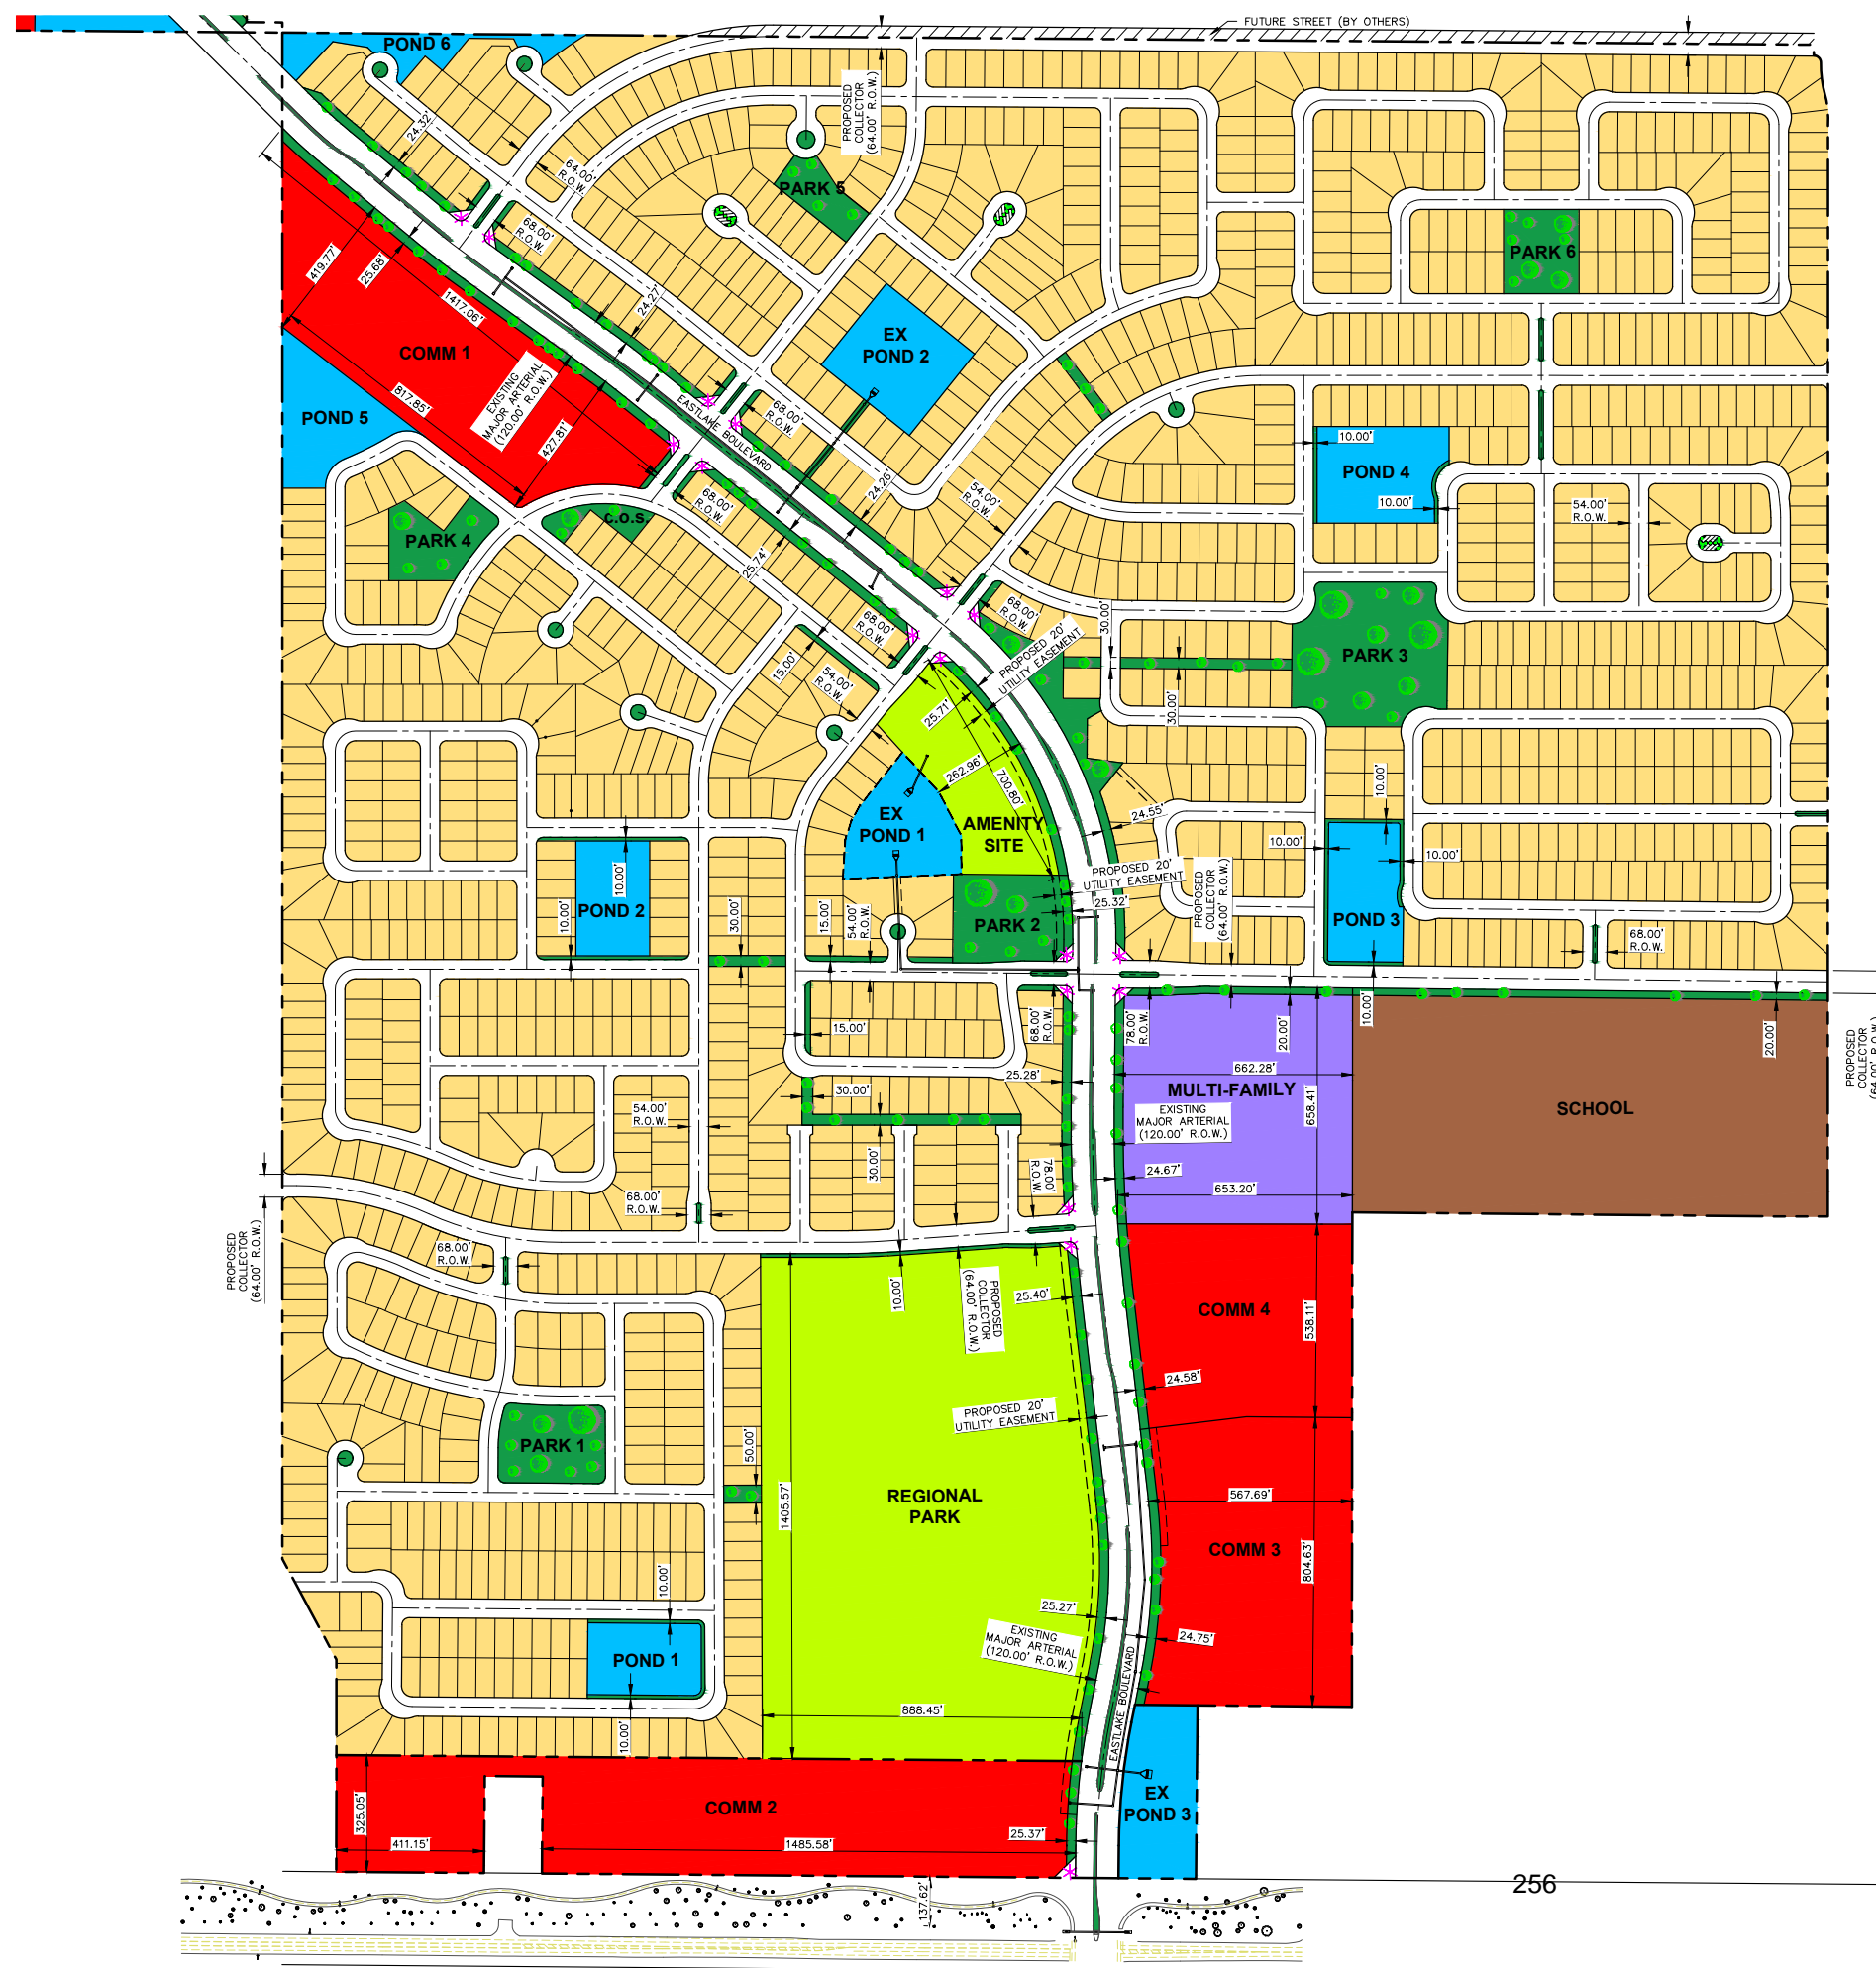 FUTURE STREET (BY OTHERS)
POND 6
PROPOSED
COLLECTOR
(64.00' R.O.W.)
24.32'
64.00'
R.O.W.
PARK 5
68.00'
R.O.W.
PARK 6
419.77'
25.68'
1417.06'
24.27'
COMM 1
EX
POND 2
EXISTING
MAJOR ARTERIAL
(120.00' R.O.W.)
817.85'
427.81'
POND 5
EASTLAKE BOULEVARD
68.00'
R.O.W.
10.00'
POND 4
10.00'
54.00'
R.O.W.
24.26'
54.00'
R.O.W.
68.00'
R.O.W.
c.o.s.
PARK 4
25.74'
68.00'
R.O.W.
68.00'
R.O.W.
30.00'
PROPOSED 20'
UTILITY EASEMENT
PARK 3
15.00'
54.00'
R.O.W.
25.71'
30.00'
262.96'
700.80'
EX
POND 1
AMENITY
SITE
24.55'
10.00'
10.00'
10.00'
PROPOSED 20'
UTILITY EASEMENT
25.32'
PROPOSED
COLLECTOR
(64.00' R.O.W.)
10.00'
POND 2
10.00'
30.00'
15.00'
54.00'
R.O.W.
PARK 2
POND 3
68.00'
R.O.W.
15.00'
68.00'
R.O.W.
78.00'
R.O.W.
20.00'
10.00'
20.00'
PROPOSED
COLLECTOR
(64.00' R.O.W.)
25.28'
662.28'
MULTI-FAMILY
658.41'
SCHOOL
30.00'
54.00'
R.O.W.
EXISTING
MAJOR ARTERIAL
(120.00' R.O.W.)
30.00'
78.00'
R.O.W.
24.67'
653.20'
68.00'
R.O.W.
PROPOSED
COLLECTOR
(64.00' R.O.W.)
68.00'
R.O.W.
10.00'
PROPOSED
COLLECTOR
(64.00' R.O.W.)
25.40'
COMM 4
538.11'
24.58'
PROPOSED 20'
UTILITY EASEMENT
PARK 1
50.00'
1405.57'
REGIONAL
PARK
567.69'
COMM 3
804.63'
10.00'
25.27'
EXISTING
MAJOR ARTERIAL
(120.00' R.O.W.)
24.75'
POND 1
EASTLAKE BOULEVARD
888.45'
10.00'
325.05'
COMM 2
EX
POND 3
411.15'
1485.58'
25.37'
137.62'
256